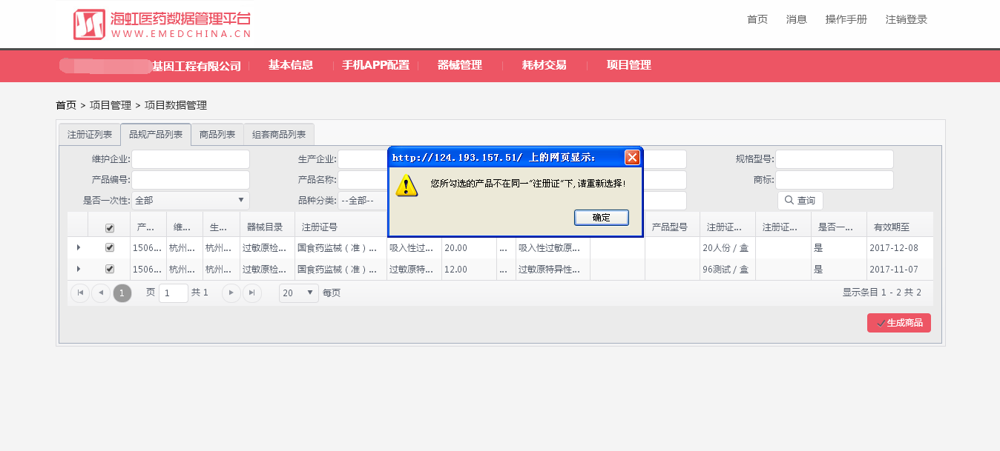 海虹医药数据管理平台
WWW.EMEDCHINA.CN
首页 消息 操作手册 注销登录
基因工程有限公司 基本信息 手机APP配置 器械管理 耗材交易 项目管理
首页 > 项目管理 > 项目数据管理
注册证列表 品规产品列表 商品列表 组套商品列表
维护企业: 生产企业: 规格型号:
产品编号: 产品名称: 商标:
是否一次性: 全部 品种分类: --全部-- 查询
http://124.193.157.51/ 上的网页显示:
您所勾选的产品不在同一"注册证"下,请重新选择!
确定
产... 维... 生... 器械目录 注册证号 产品型号 注册证... 注册证... 是否一... 有效期至
1506... 杭州... 杭州... 过敏原检... 国食药监械（准）... 吸入性过... 20.00 ... 吸入性过敏原... 20人份 / 盒 是 2017-12-08
1506... 杭州... 杭州... 过敏原检... 国食药监械（准）... 过敏原特... 12.00 ... 过敏原特异性... 96测试 / 盒 是 2017-11-07
1 页 1 共 1 20 每页 显示条目 1 - 2 共 2
生成商品